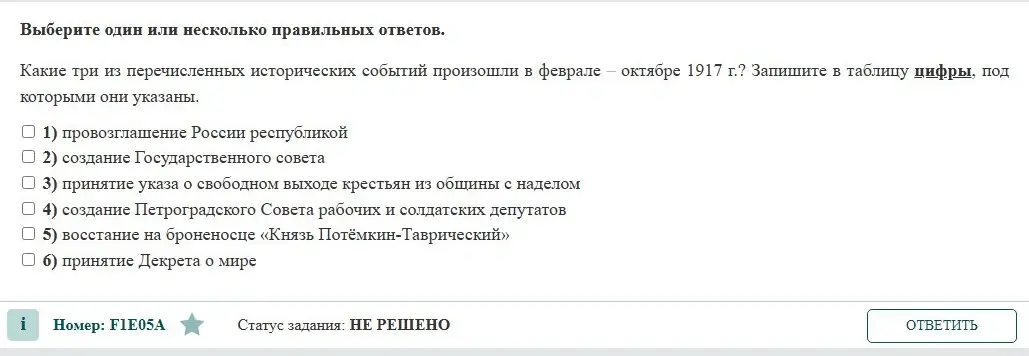 Выберите один или несколько правильных ответов.
Какие три из перечисленных исторических событий произошли в феврале – октябре 1917 г.? Запишите в таблицу цифры, под
которыми они указаны.
1) провозглашение России республикой
2) создание Государственного совета
3) принятие указа о свободном выходе крестьян из общины с наделом
4) создание Петроградского Совета рабочих и солдатских депутатов
5) восстание на броненосце «Князь Потёмкин-Таврический»
6) принятие Декрета о мире
i Номер: F1E05A Статус задания: НЕ РЕШЕНО ОТВЕТИТЬ